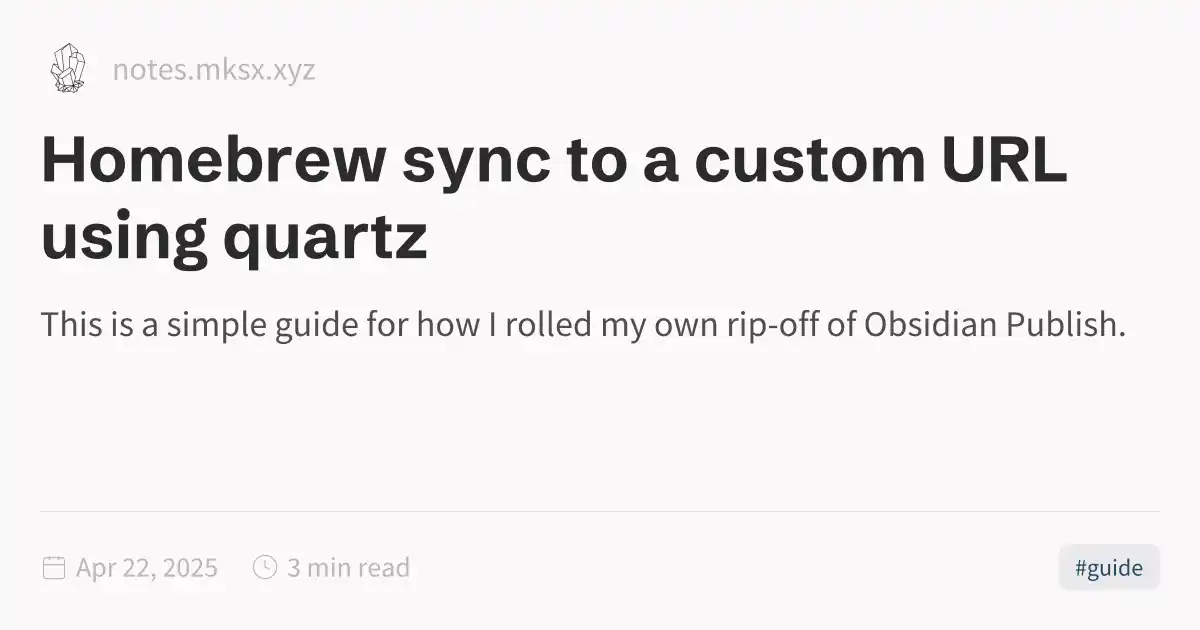 notes.mksx.xyz
Homebrew sync to a custom URL
using quartz
This is a simple guide for how I rolled my own rip-off of Obsidian Publish.
Apr 22, 2025
3 min read
#guide